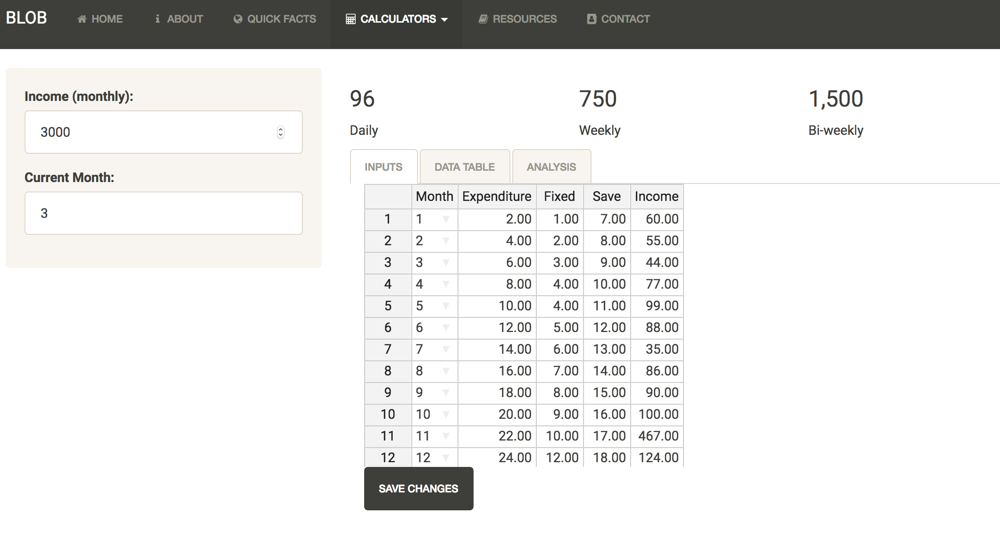 BLOB HOME ABOUT QUICK FACTS CALCULATORS RESOURCES CONTACT
Income (monthly):
3000
Current Month:
3
96 750 1,500
Daily Weekly Bi-weekly
INPUTS DATA TABLE ANALYSIS
Month Expenditure Fixed Save Income
1 1 2.00 1.00 7.00 60.00
2 2 4.00 2.00 8.00 55.00
3 3 6.00 3.00 9.00 44.00
4 4 8.00 4.00 10.00 77.00
5 5 10.00 4.00 11.00 99.00
6 6 12.00 5.00 12.00 88.00
7 7 14.00 6.00 13.00 35.00
8 8 16.00 7.00 14.00 86.00
9 9 18.00 8.00 15.00 90.00
10 10 20.00 9.00 16.00 100.00
11 11 22.00 10.00 17.00 467.00
12 12 24.00 12.00 18.00 124.00
SAVE CHANGES